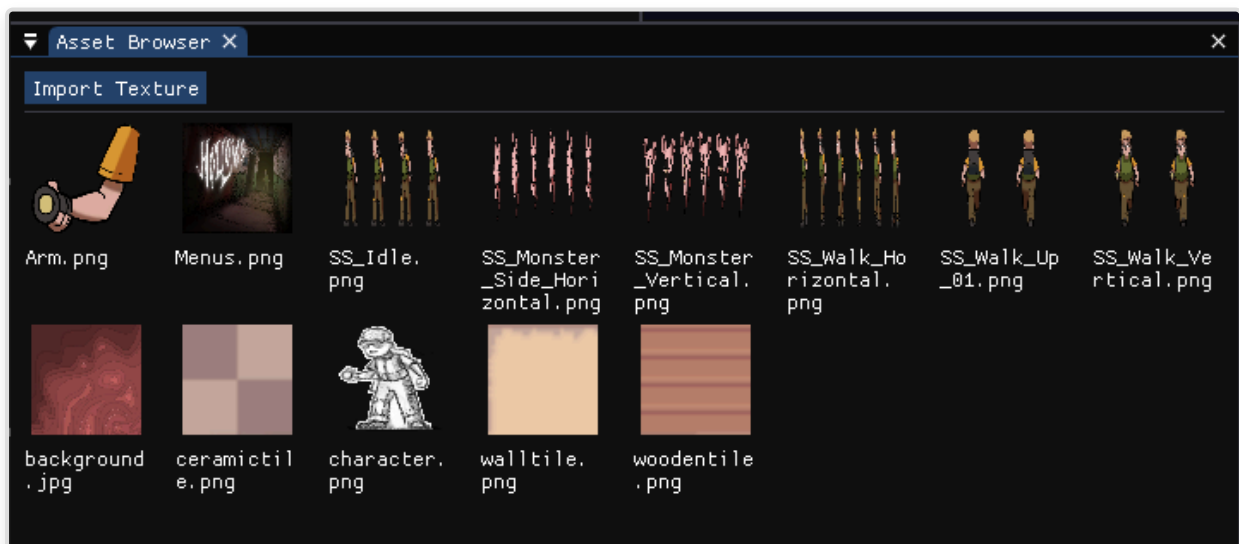 Asset Browser
Import Texture
HOLLOWS
Arm.png
Menus.png
SS_Idle.
png
SS_Monster
_Side_Hori
zontal.png
SS_Monster
_Vertical.
png
SS_Walk_Ho
rizontal.
png
SS_Walk_Up
_01.png
SS_Walk_Ve
rtical.png
background
.jpg
ceramictil
e.png
character.
png
walltile.
png
woodentile
.png